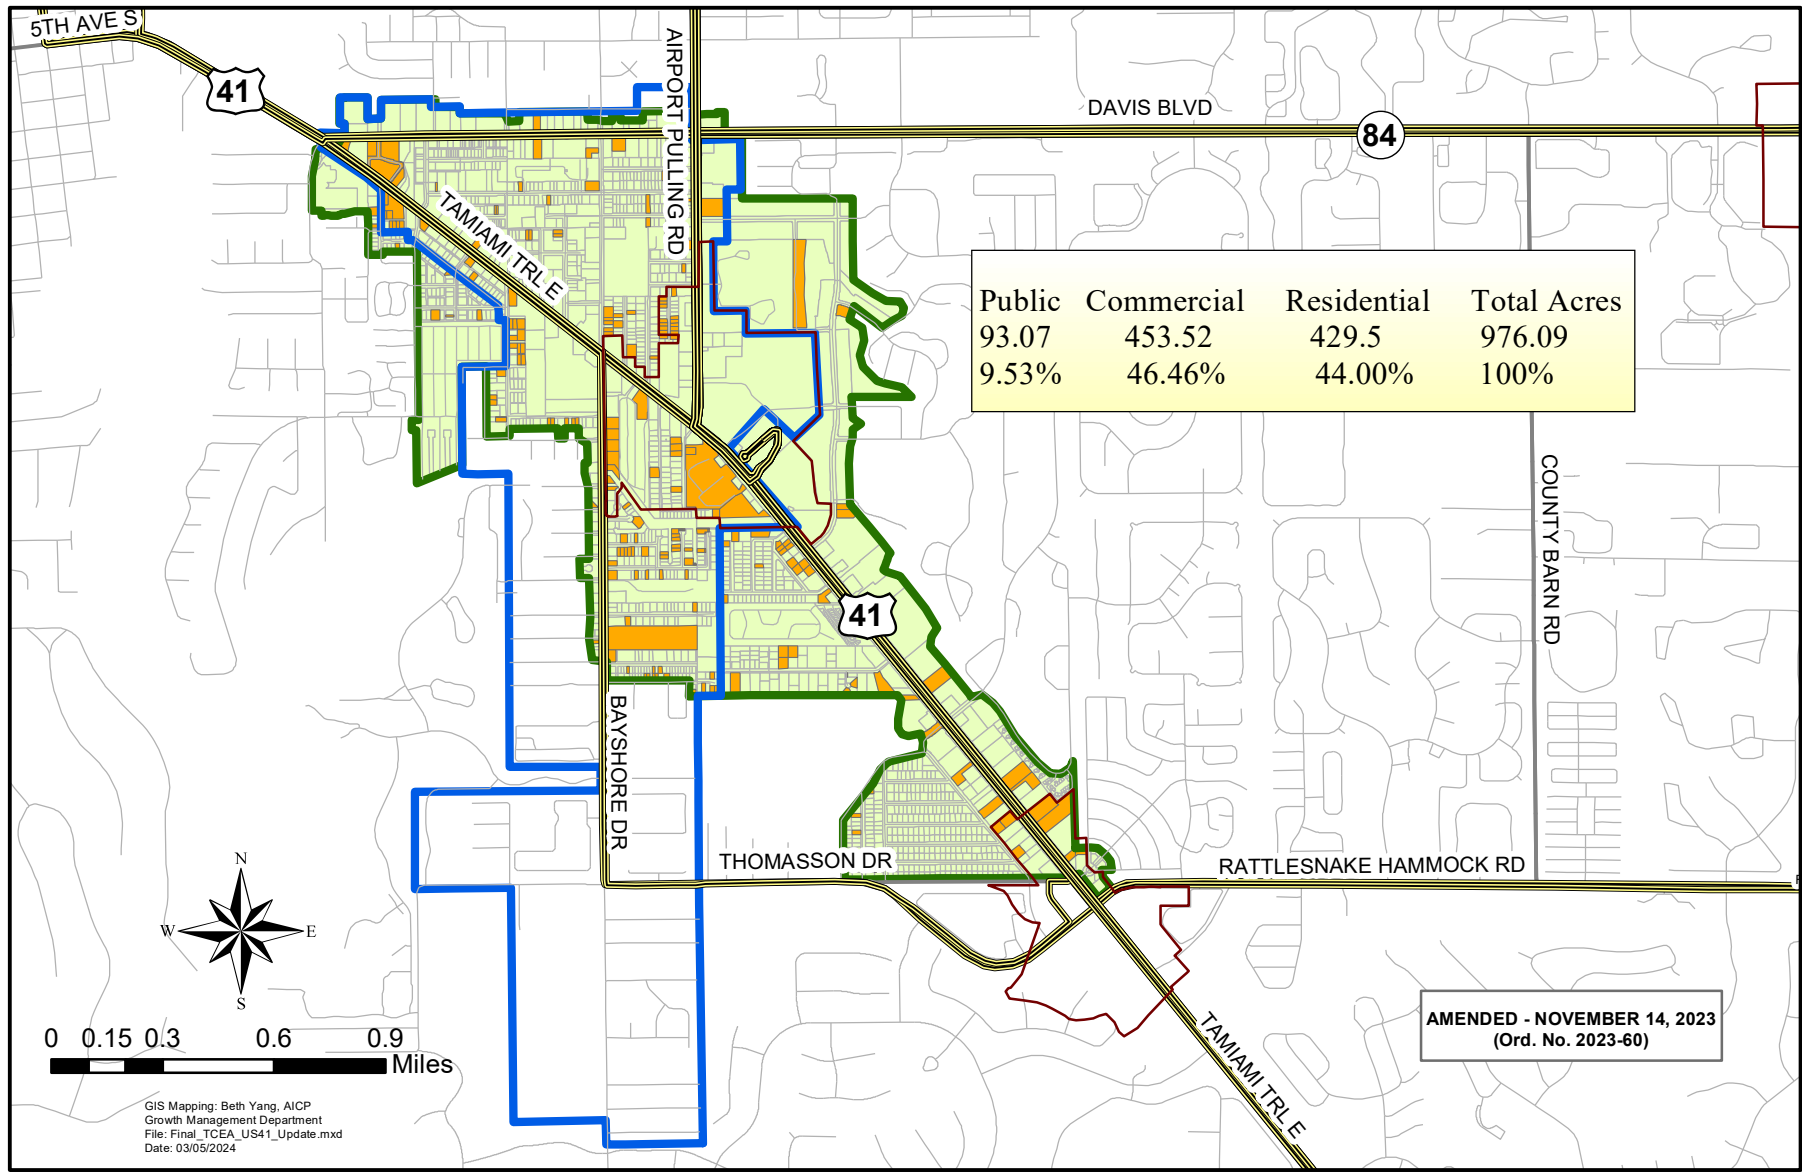 5TH AVE S
41
AIRPORT PULLING RD
DAVIS BLVD
84
TAMIAMI TRL E
Public Commercial Residential Total Acres
93.07 453.52 429.5 976.09
9.53% 46.46% 44.00% 100%
COUNTY BARN RD
41
BAYSHORE DR
THOMASSON DR
RATTLESNAKE HAMMOCK RD
N
W E
S
TAMIAMI TRL E
AMENDED - NOVEMBER 14, 2023
(Ord. No. 2023-60)
0 0.15 0.3 0.6 0.9
Miles
GIS Mapping: Beth Yang, AICP
Growth Management Department
File: Final_TCEA_US41_Update.mxd
Date: 03/05/2024